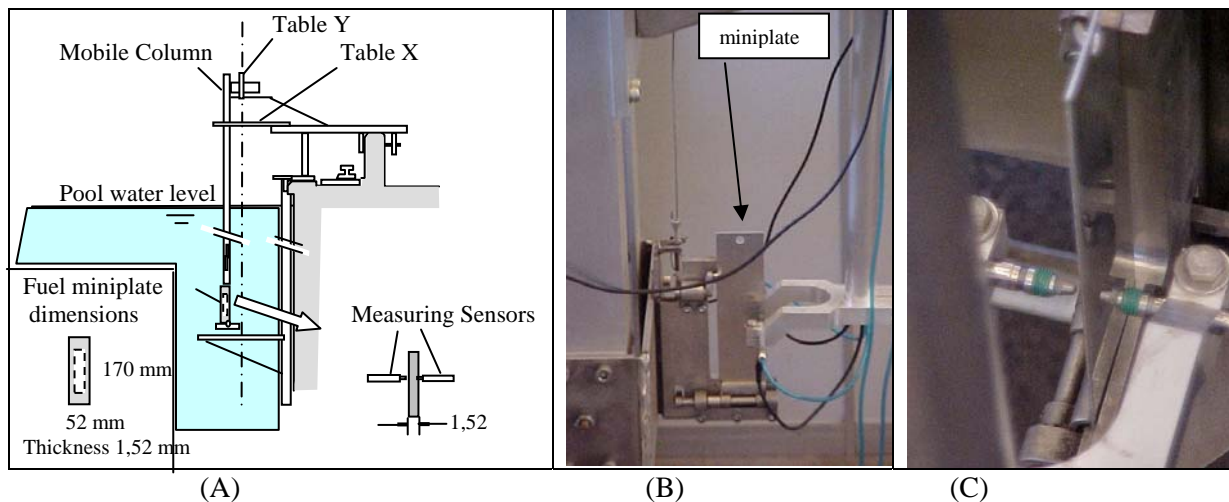 Table Y
Mobile Column
Table X
Pool water level
Fuel miniplate
dimensions
170 mm
52 mm
Thickness 1,52 mm
Measuring Sensors
1,52
miniplate
(A)
(B)
(C)